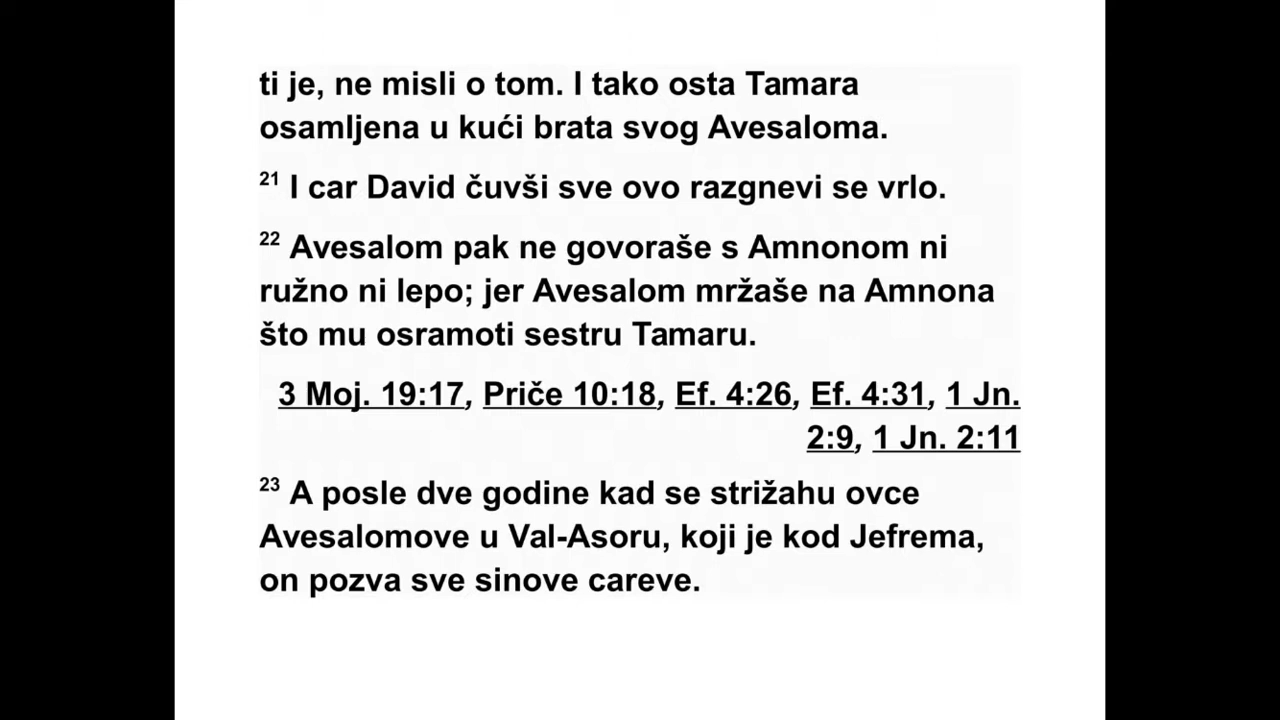 ti je, ne misli o tom. I tako osta Tamara
osamljena u kući brata svog Avesaloma.
21 I car David čuvši sve ovo razgnevi se vrlo.
22 Avesalom pak ne govoraše s Amnonom ni
ružno ni lepo; jer Avesalom mržaše na Amnona
što mu osramoti sestru Tamaru.
3 Moj. 19:17, Priče 10:18, Ef. 4:26, Ef. 4:31, 1 Jn.
2:9, 1 Jn. 2:11
23 A posle dve godine kad se strižahu ovce
Avesalomove u Val-Asoru, koji je kod Jefrema,
on pozva sve sinove careve.